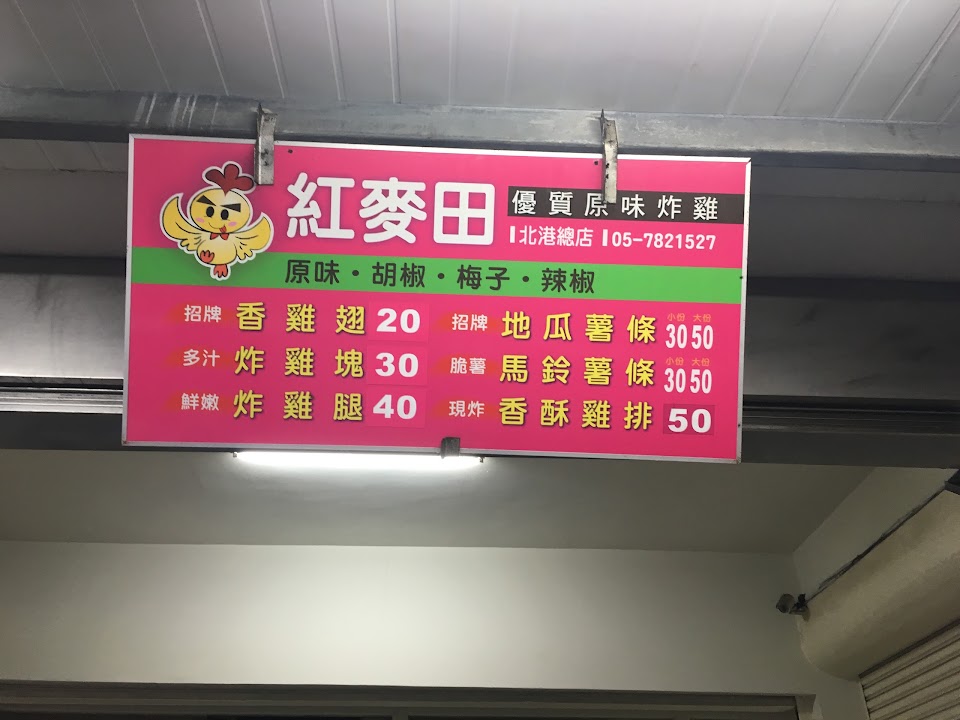 紅麥田
優質原味炸雞
北港總店 05-7821527
原味・胡椒・梅子・辣椒
招牌 香雞翅 20
多汁 炸雞塊 30
鮮嫩 炸雞腿 40
招牌 地瓜薯條 小份 30 大份 50
脆薯 馬鈴薯條 小份 30 大份 50
現炸 香酥雞排 50